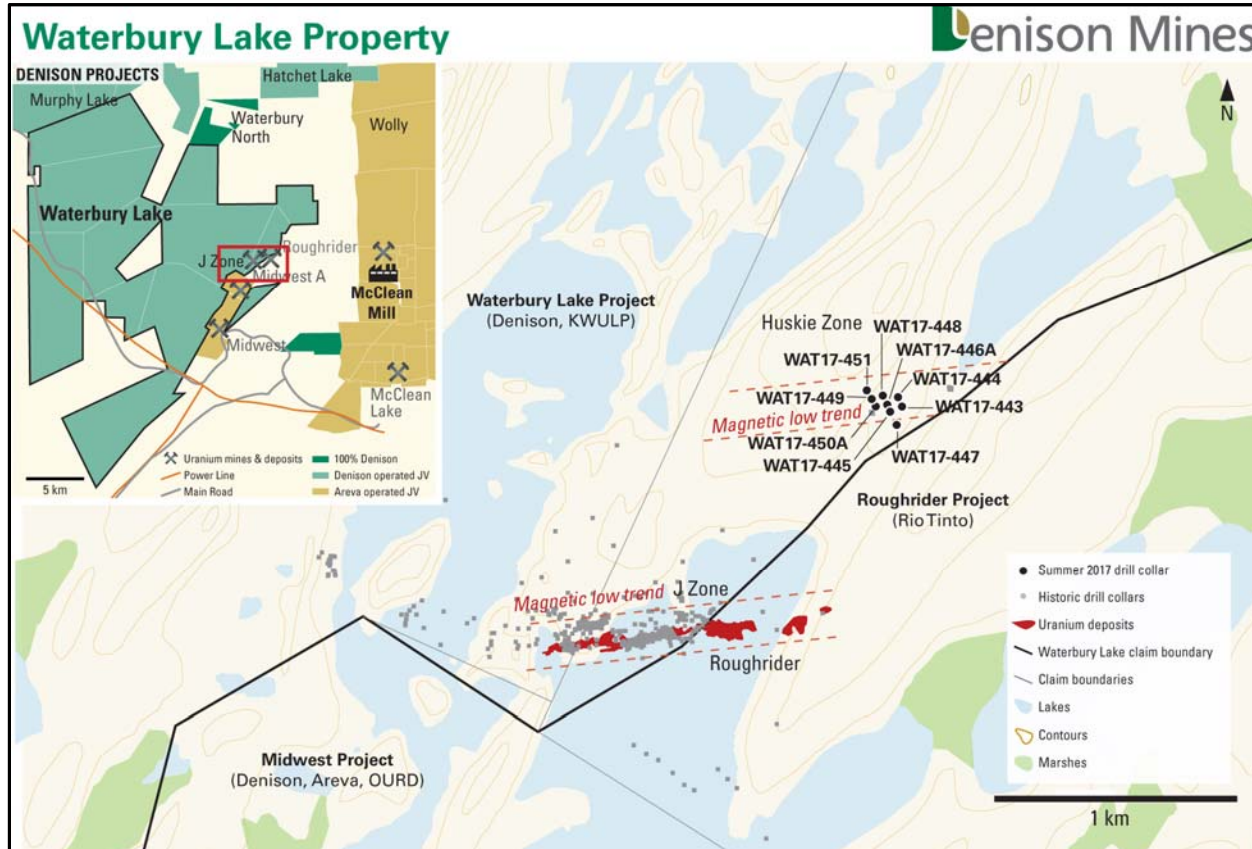 Waterbury Lake Property
Denison Mines
DENISON PROJECTS
Hatchet Lake
Murphy Lake
Waterbury
North
Wolly
Waterbury Lake
J Zone
Roughrider
Midwest A
McClean
Mill
Midwest
McClean
Lake
Uranium mines & deposits
Power Line
Main Road
100% Denison
Denison operated JV
Areva operated JV
5 km
N
Waterbury Lake Project
(Denison, KWULP)
Huskie Zone
WAT17-448
WAT17-446A
WAT17-451
WAT17-444
WAT17-449
WAT17-443
Magnetic low trend
WAT17-450A
WAT17-445
WAT17-447
Roughrider Project
(Rio Tinto)
Magnetic low trend
J Zone
Roughrider
Midwest Project
(Denison, Areva, OURD)
Summer 2017 drill collar
Historic drill collars
Uranium deposits
Waterbury Lake claim boundary
Claim boundaries
Lakes
Contours
Marshes
1 km